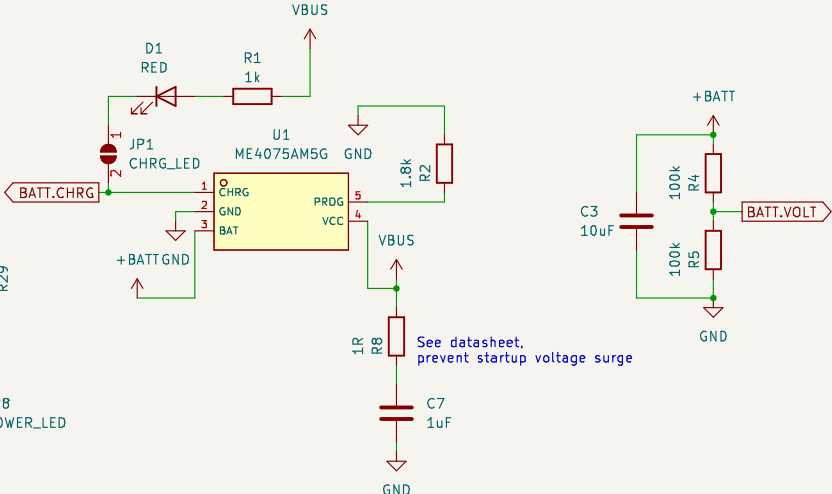 VBUS
D1
RED
R1
1k
1
JP1
CHRG_LED
2
U1
ME4075AM5G
GND
1.8k
R2
BATT.CHRG
1
CHRG
2
GND
3
BAT
PROG
5
VCC
4
+BATT
GND
VBUS
R29
1R
R8
See datasheet,
prevent startup voltage surge
C7
1uF
GND
8
OWER_LED
+BATT
100k
R4
BATT.VOLT
C3
10uF
100k
R5
GND